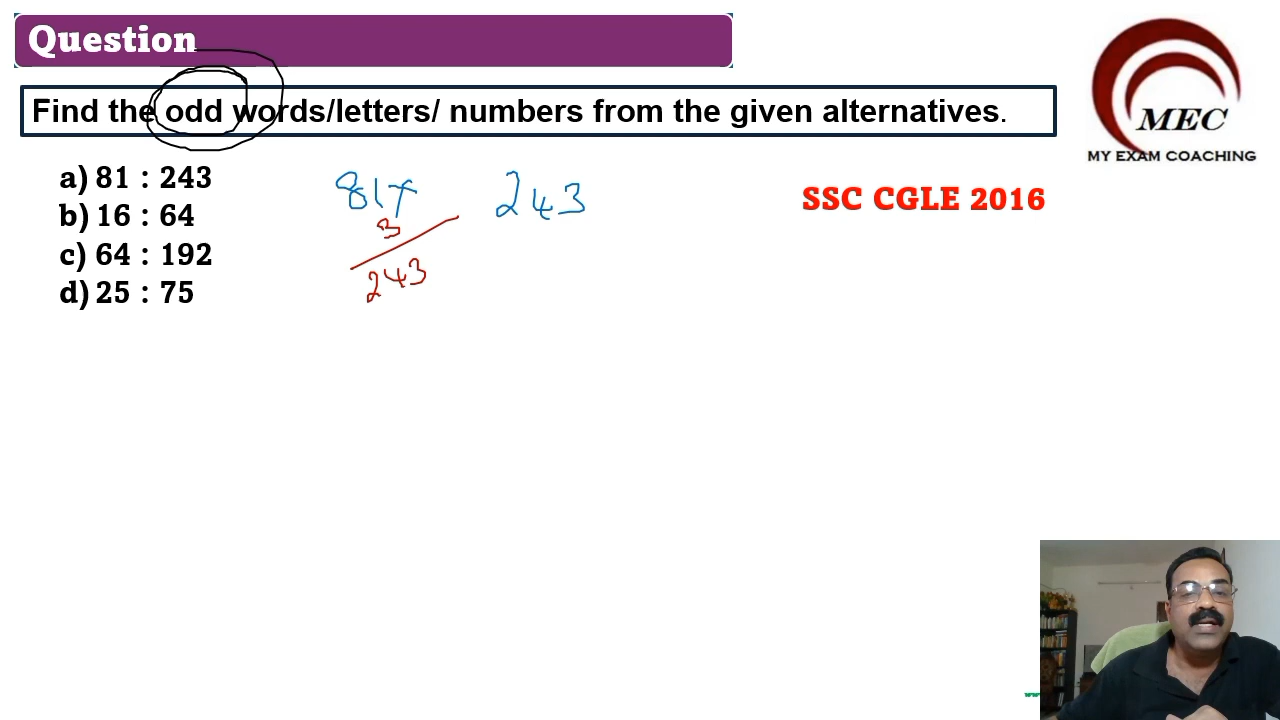 Question
Find the odd words/letters/ numbers from the given alternatives.
MEC
MY EXAM COACHING
a) 81 : 243
b) 16 : 64
c) 64 : 192
d) 25 : 75
81x
3
243
243
SSC CGLE 2016